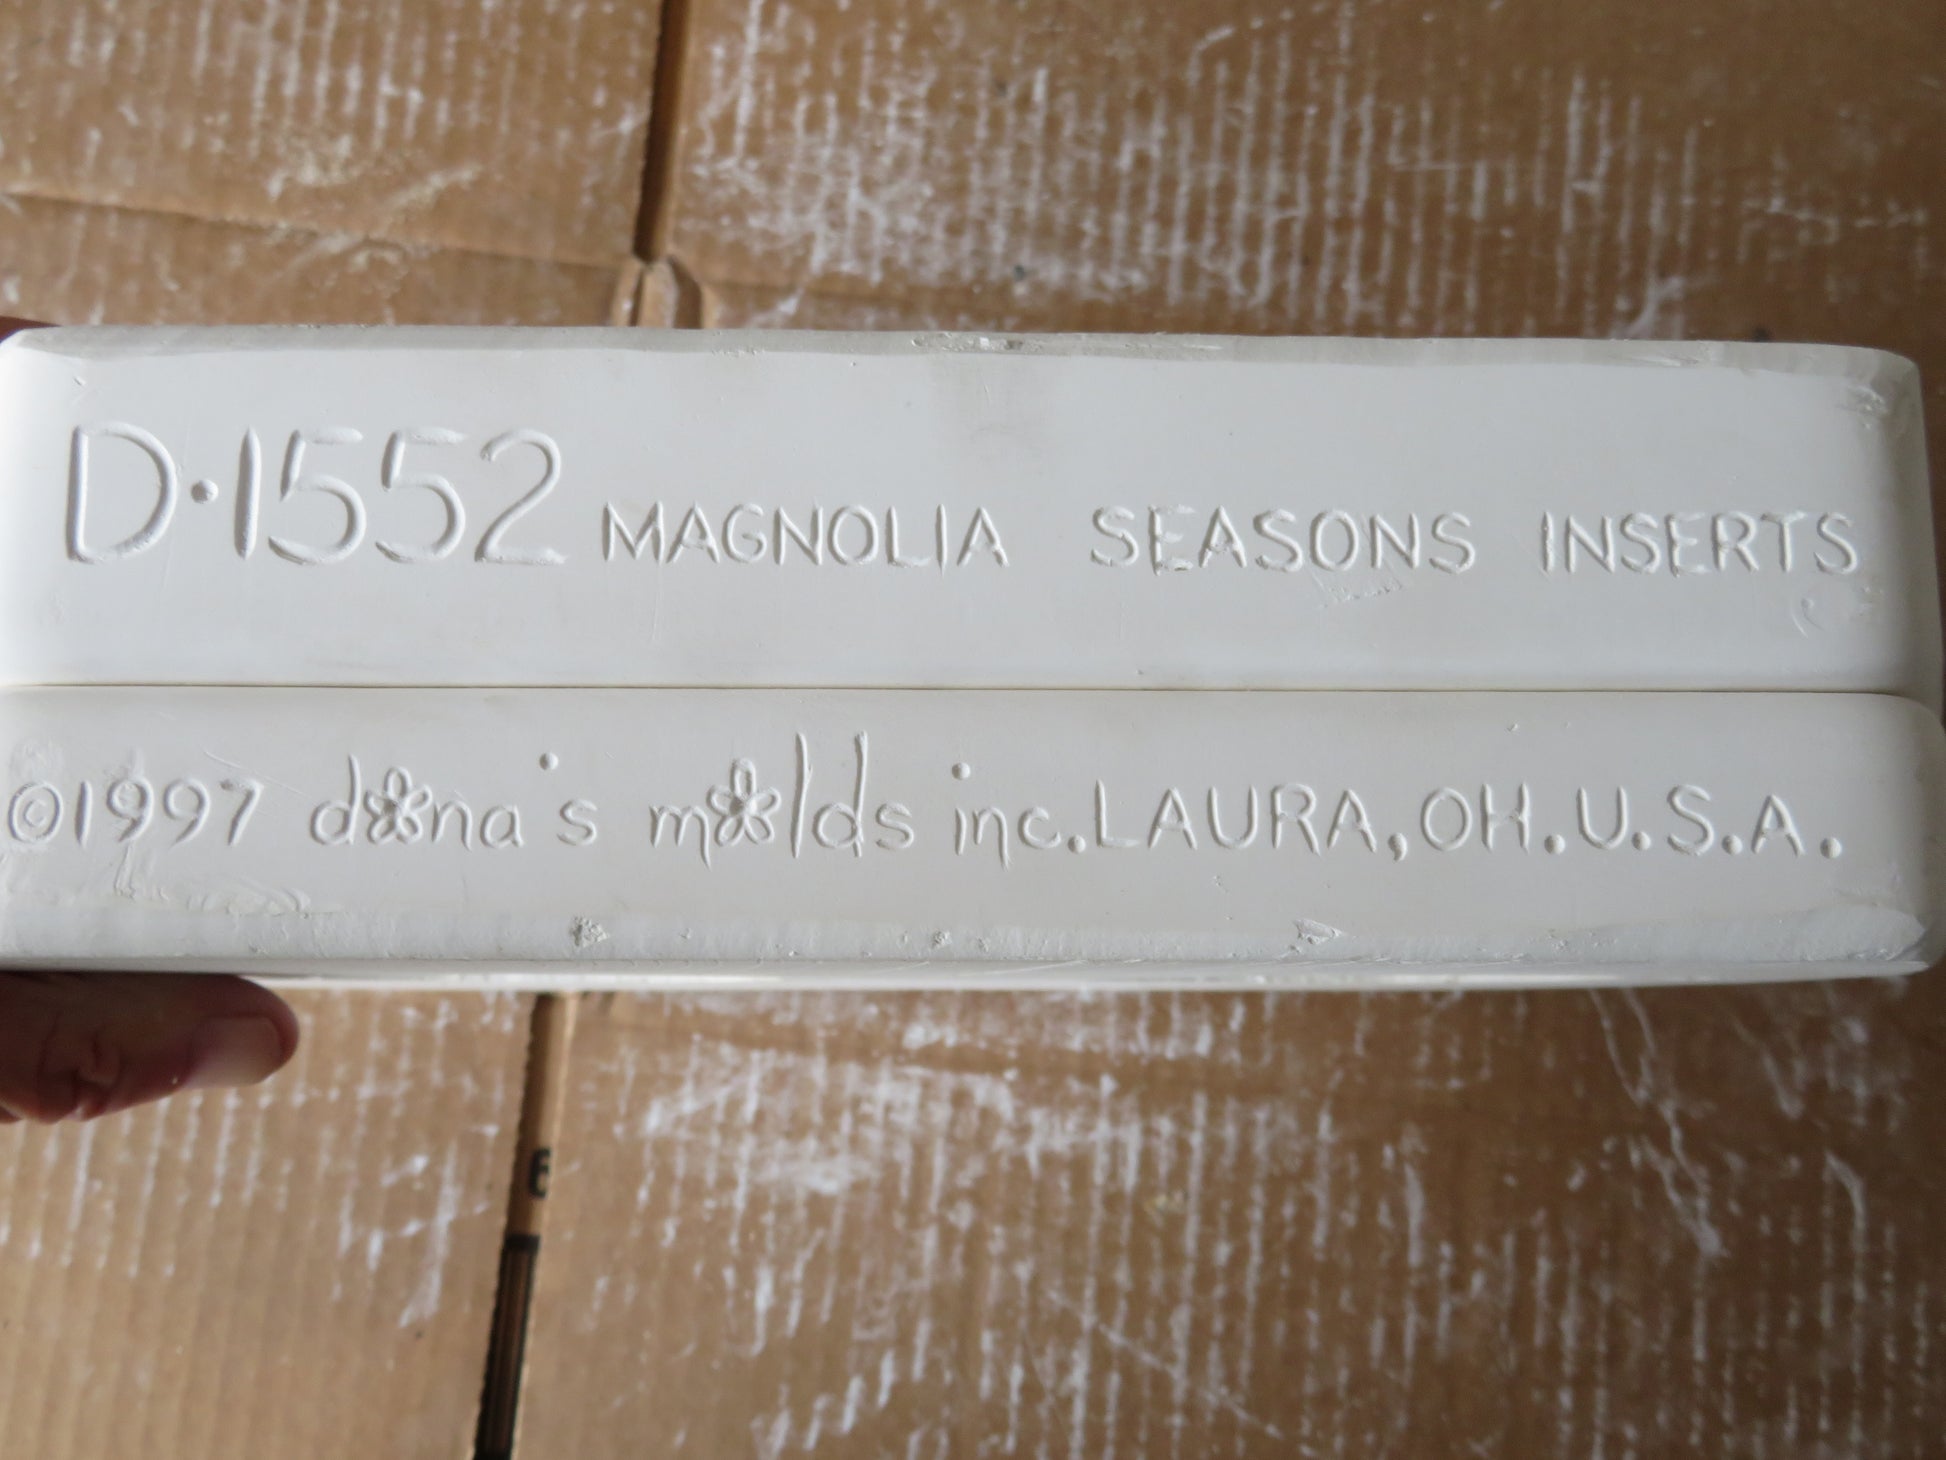 D·1552 MAGNOLIA SEASONS INSERTS
©1997 dona's molds inc. LAURA, OH. U.S.A.